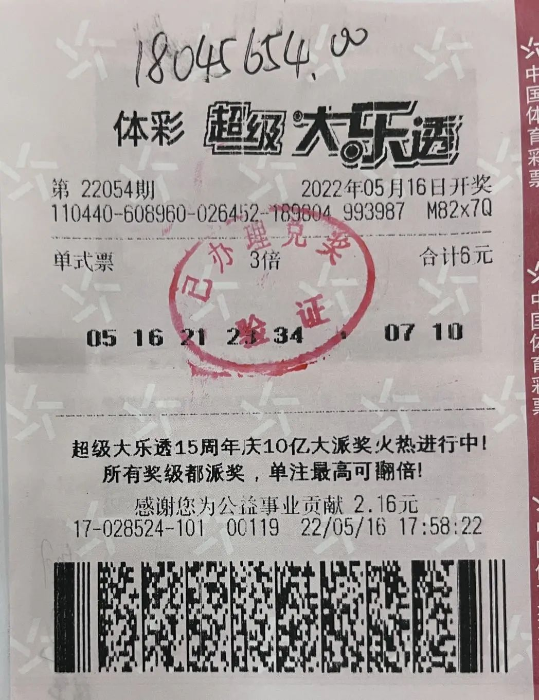 18045654.00
体彩 超级大乐透
第 22054期 2022年05月16日开奖
110440-608960-026452-189804 993987 M82x7Q
单式票 3倍 合计6元
已办理兑奖
验证
05 16 21 23 34 07 10
超级大乐透15周年庆10亿大派奖火热进行中!
所有奖级都派奖，单注最高可翻倍!
感谢您为公益事业贡献 2.16元
17-028524-101 00119 22/05/16 17:58:22
中国体育彩票
中国体育彩票